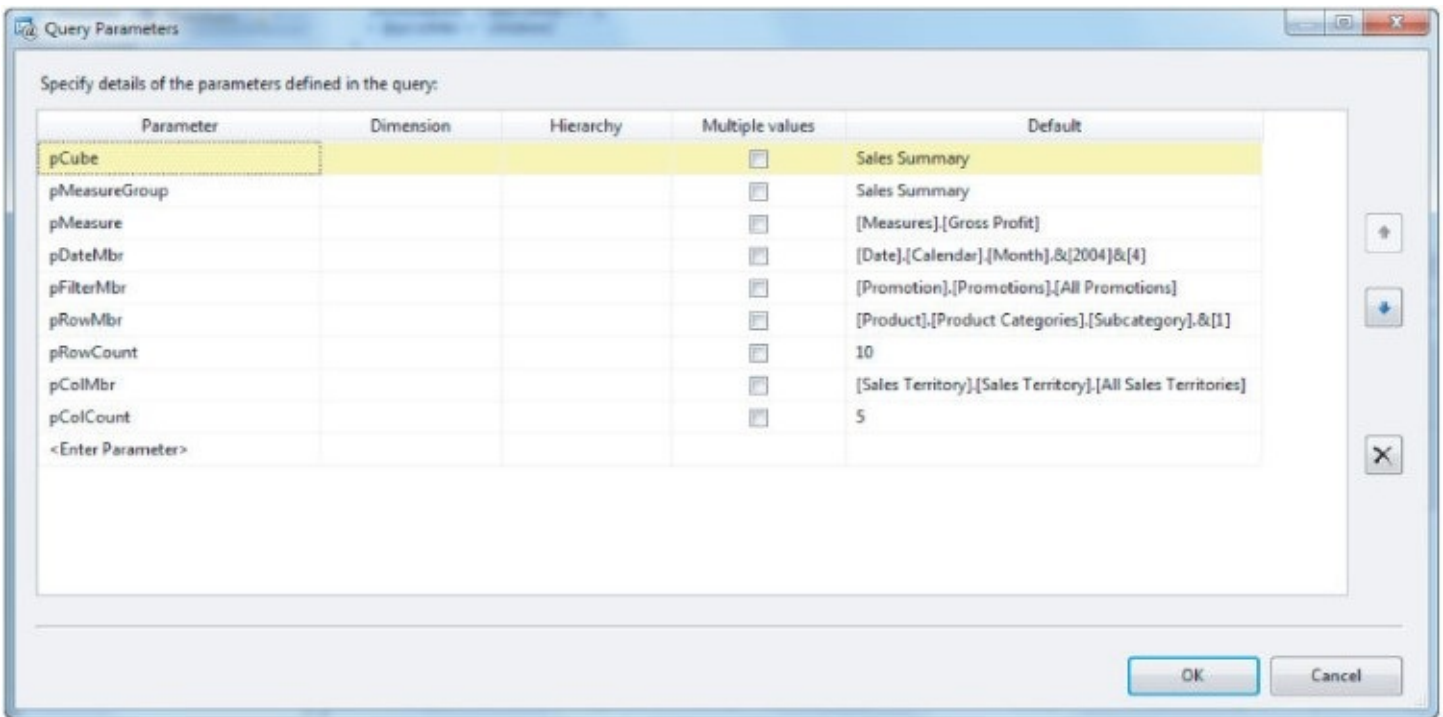 Query Parameters
Specify details of the parameters defined in the query:
Parameter Dimension Hierarchy Multiple values Default
pCube Sales Summary
pMeasureGroup Sales Summary
pMeasure [Measures].[Gross Profit]
pDateMbr [Date].[Calendar].[Month].&[2004]&[4]
pFilterMbr [Promotion].[Promotions].[All Promotions]
pRowMbr [Product].[Product Categories].[Subcategory].&[1]
pRowCount 10
pColMbr [Sales Territory].[Sales Territory].[All Sales Territories]
pColCount 5
<Enter Parameter>
OK Cancel